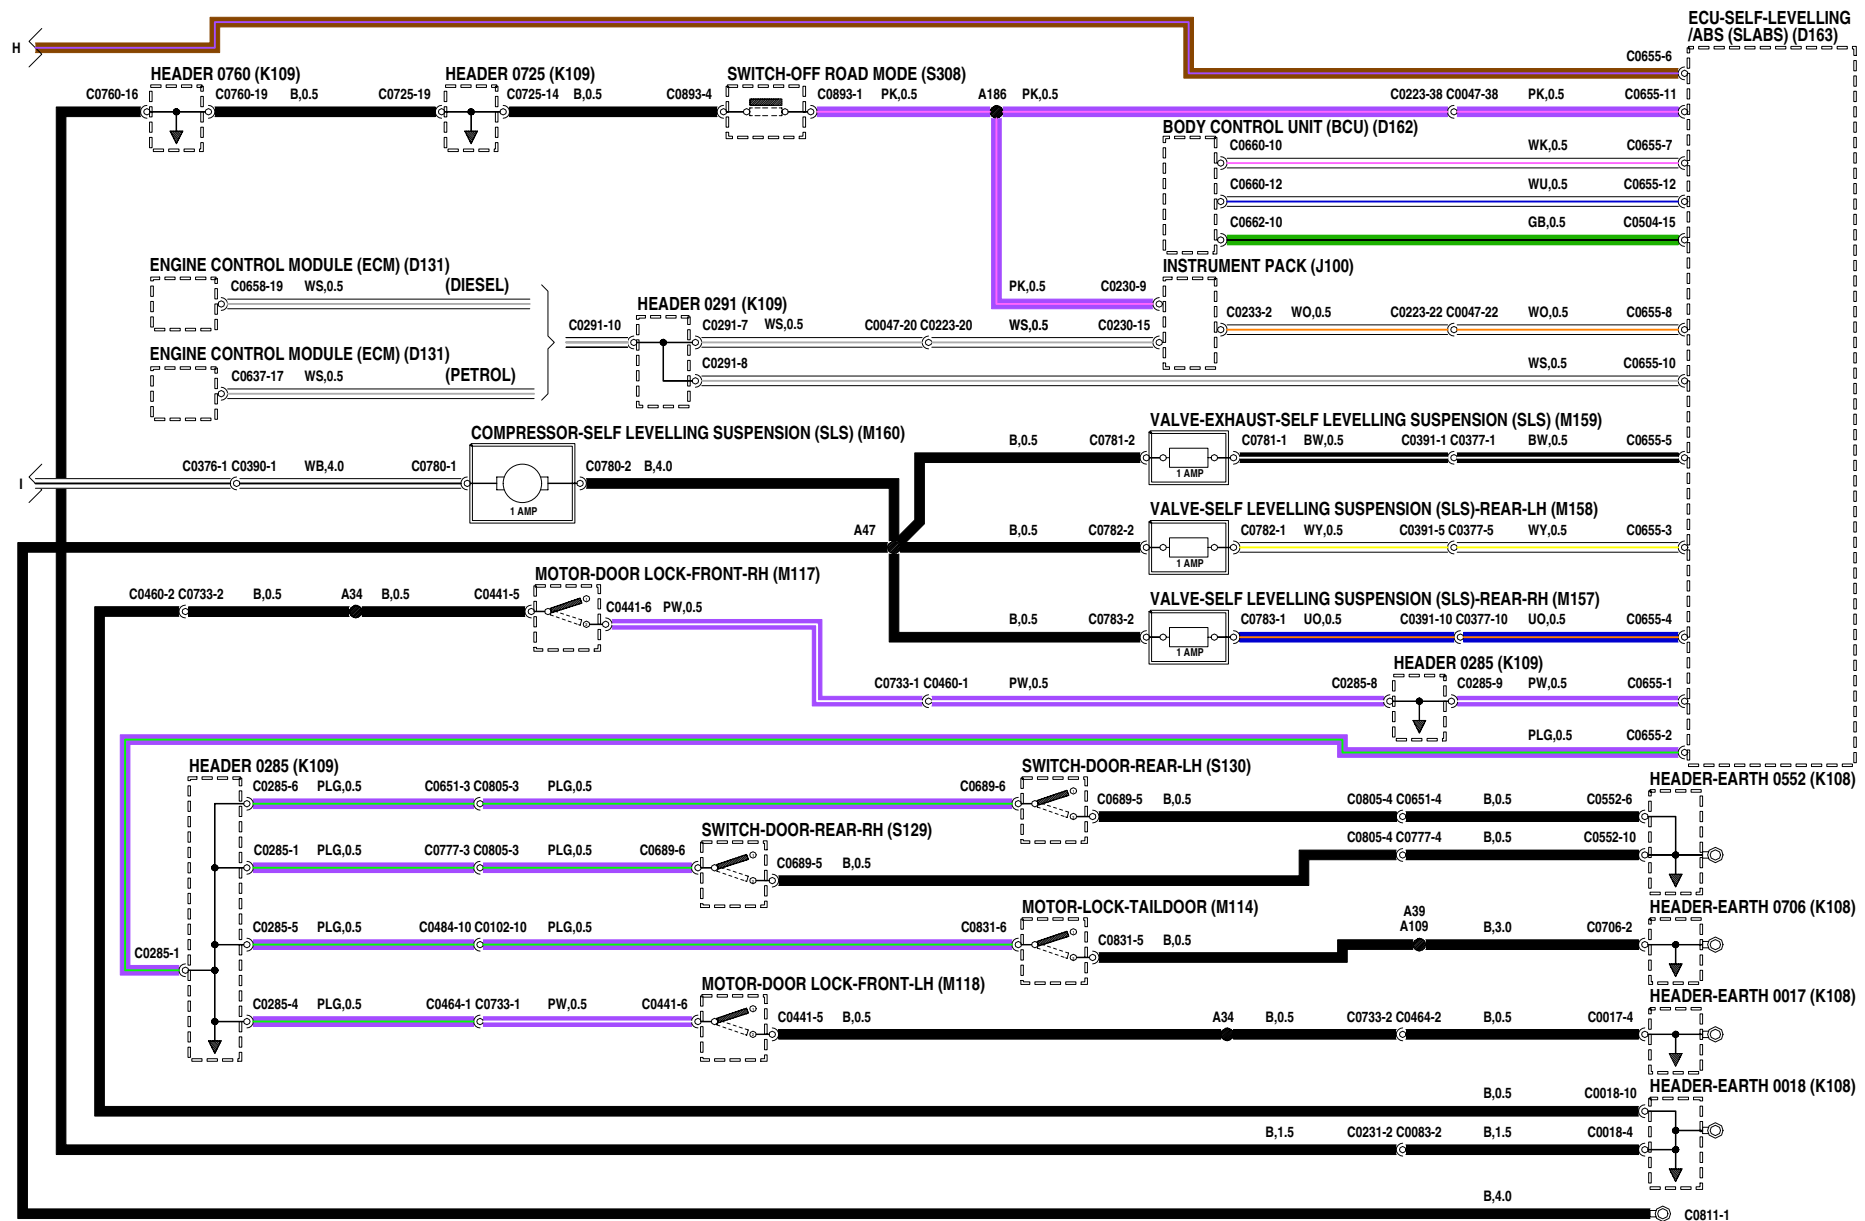 ECU-SELF-LEVELLING
/ABS (SLABS) (D163)
H
C0655-6
HEADER 0760 (K109)
HEADER 0725 (K109)
SWITCH-OFF ROAD MODE (S308)
C0760-16
C0760-19
B,0.5
C0725-19
C0725-14
B,0.5
C0893-4
C0893-1
PK,0.5
A186
PK,0.5
C0223-38 C0047-38
PK,0.5
C0655-11
BODY CONTROL UNIT (BCU) (D162)
C0660-10
WK,0.5
C0655-7
C0660-12
WU,0.5
C0655-12
C0662-10
GB,0.5
C0504-15
ENGINE CONTROL MODULE (ECM) (D131)
C0658-19
WS,0.5
(DIESEL)
INSTRUMENT PACK (J100)
PK,0.5
C0230-9
HEADER 0291 (K109)
C0291-10
C0291-7
WS,0.5
C0047-20 C0223-20
WS,0.5
C0230-15
C0233-2
WO,0.5
C0223-22 C0047-22
WO,0.5
C0655-8
ENGINE CONTROL MODULE (ECM) (D131)
C0637-17
WS,0.5
(PETROL)
C0291-8
WS,0.5
C0655-10
COMPRESSOR-SELF LEVELLING SUSPENSION (SLS) (M160)
VALVE-EXHAUST-SELF LEVELLING SUSPENSION (SLS) (M159)
B,0.5
C0781-2
C0781-1
BW,0.5
C0391-1 C0377-1
BW,0.5
C0655-5
1 AMP
I
C0376-1 C0390-1
WB,4.0
C0780-1
C0780-2
B,4.0
1 AMP
VALVE-SELF LEVELLING SUSPENSION (SLS)-REAR-LH (M158)
A47
B,0.5
C0782-2
C0782-1
WY,0.5
C0391-5 C0377-5
WY,0.5
C0655-3
1 AMP
MOTOR-DOOR LOCK-FRONT-RH (M117)
C0460-2 C0733-2
B,0.5
A34
B,0.5
C0441-5
C0441-6
PW,0.5
VALVE-SELF LEVELLING SUSPENSION (SLS)-REAR-RH (M157)
B,0.5
C0783-2
C0783-1
UO,0.5
C0391-10 C0377-10
UO,0.5
C0655-4
1 AMP
HEADER 0285 (K109)
C0733-1 C0460-1
PW,0.5
C0285-8
C0285-9
PW,0.5
C0655-1
PLG,0.5
C0655-2
HEADER 0285 (K109)
SWITCH-DOOR-REAR-LH (S130)
HEADER-EARTH 0552 (K108)
C0285-6
PLG,0.5
C0651-3 C0805-3
PLG,0.5
C0689-6
C0689-5
B,0.5
C0805-4 C0651-4
B,0.5
C0552-6
SWITCH-DOOR-REAR-RH (S129)
C0805-4 C0777-4
B,0.5
C0552-10
C0285-1
PLG,0.5
C0777-3 C0805-3
PLG,0.5
C0689-6
C0689-5
B,0.5
MOTOR-LOCK-TAILDOOR (M114)
HEADER-EARTH 0706 (K108)
A39
A109
B,3.0
C0706-2
C0285-5
PLG,0.5
C0484-10 C0102-10
PLG,0.5
C0831-6
C0831-5
B,0.5
C0285-1
MOTOR-DOOR LOCK-FRONT-LH (M118)
HEADER-EARTH 0017 (K108)
C0285-4
PLG,0.5
C0464-1 C0733-1
PW,0.5
C0441-6
C0441-5
B,0.5
A34
B,0.5
C0733-2 C0464-2
B,0.5
C0017-4
HEADER-EARTH 0018 (K108)
B,0.5
C0018-10
B,1.5
C0231-2 C0083-2
B,1.5
C0018-4
B,4.0
C0811-1